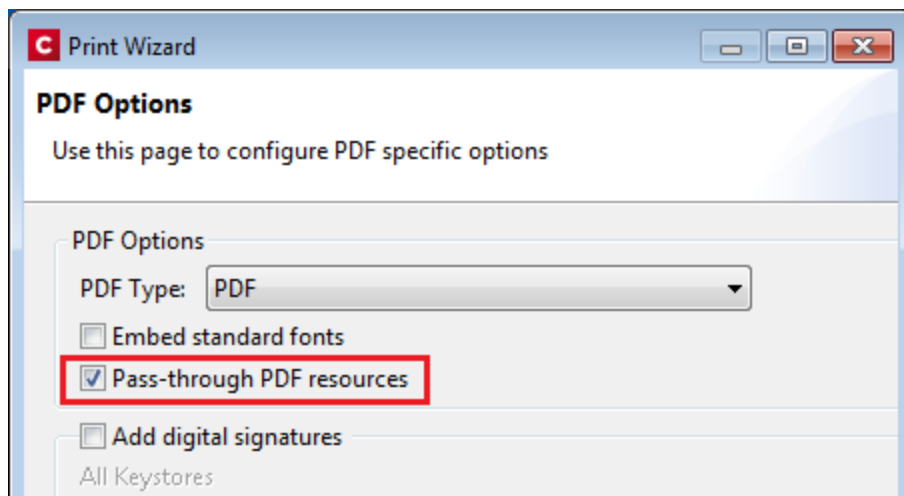 C Print Wizard
PDF Options
Use this page to configure PDF specific options
PDF Options
PDF Type: PDF
Embed standard fonts
Pass-through PDF resources
Add digital signatures
All Keystores